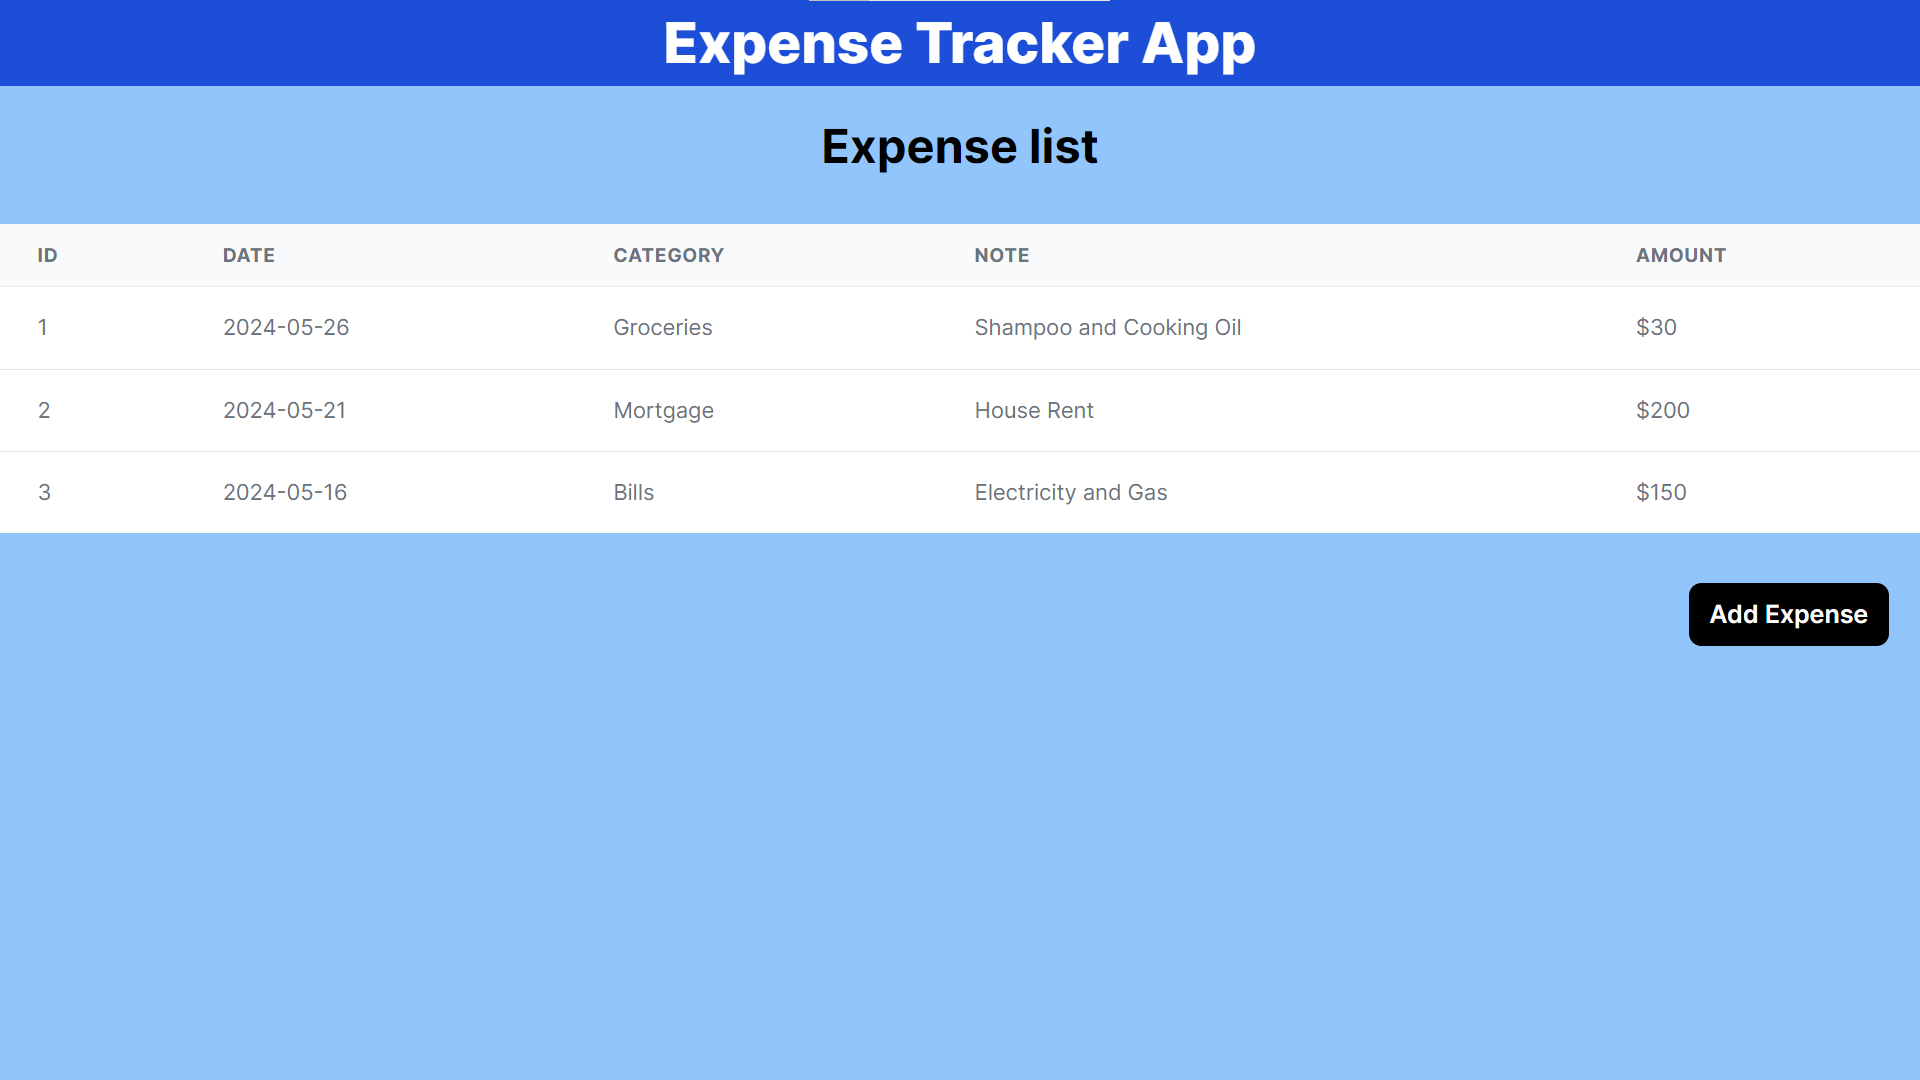 Expense Tracker App
Expense list
ID DATE CATEGORY NOTE AMOUNT
1 2024-05-26 Groceries Shampoo and Cooking Oil $30
2 2024-05-21 Mortgage House Rent $200
3 2024-05-16 Bills Electricity and Gas $150
Add Expense